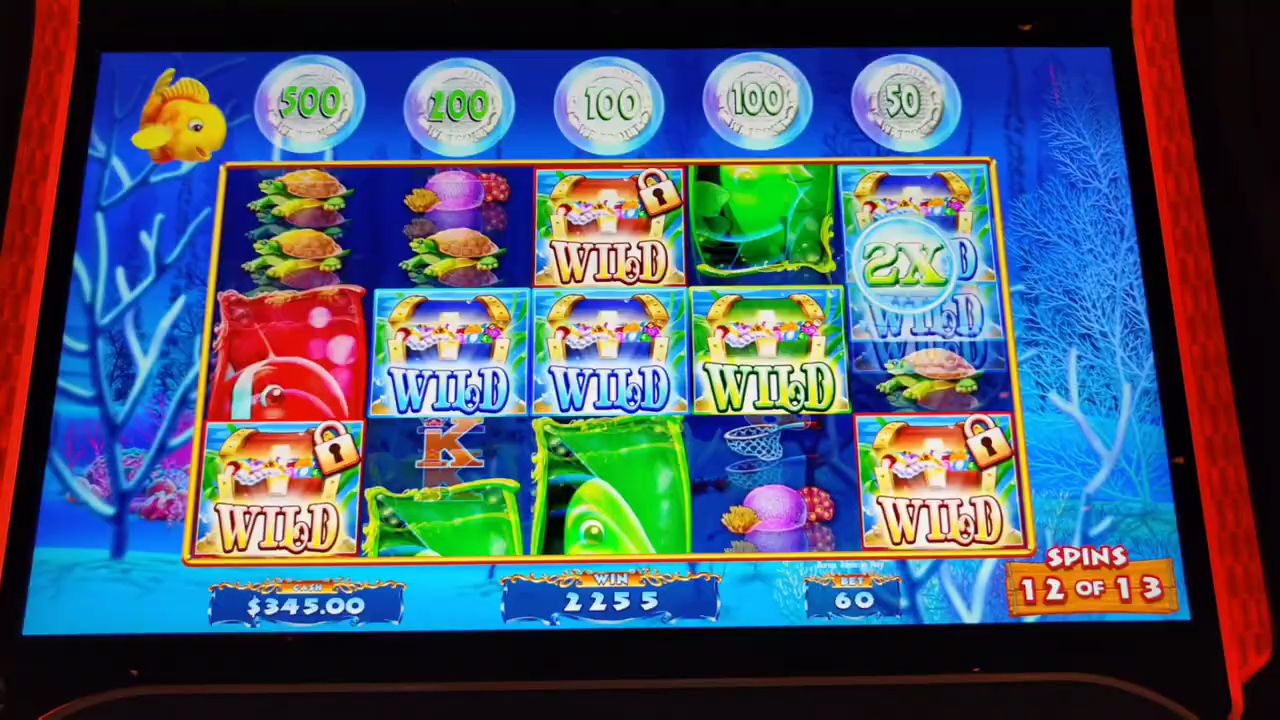 500
200
100
100
50
WILD
2X
D
WILD
WILD
WILD
WILD
K
WILD
WILD
CASH
$345.00
WIN
2255
BET
60
SPINS
12 OF 13